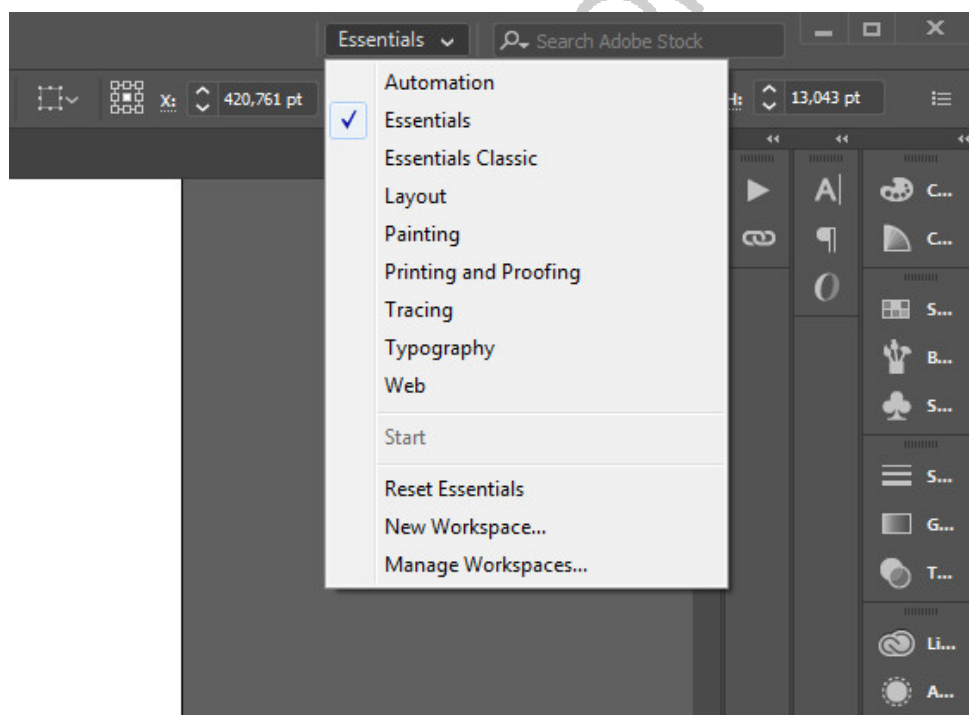 Essentials
Search Adobe Stock
X: 420,761 pt
H: 13,043 pt
Automation
Essentials
Essentials Classic
Layout
Painting
Printing and Proofing
Tracing
Typography
Web
Start
Reset Essentials
New Workspace...
Manage Workspaces...
A
C...
C...
O
S...
B...
S...
S...
G...
T...
Li...
A...